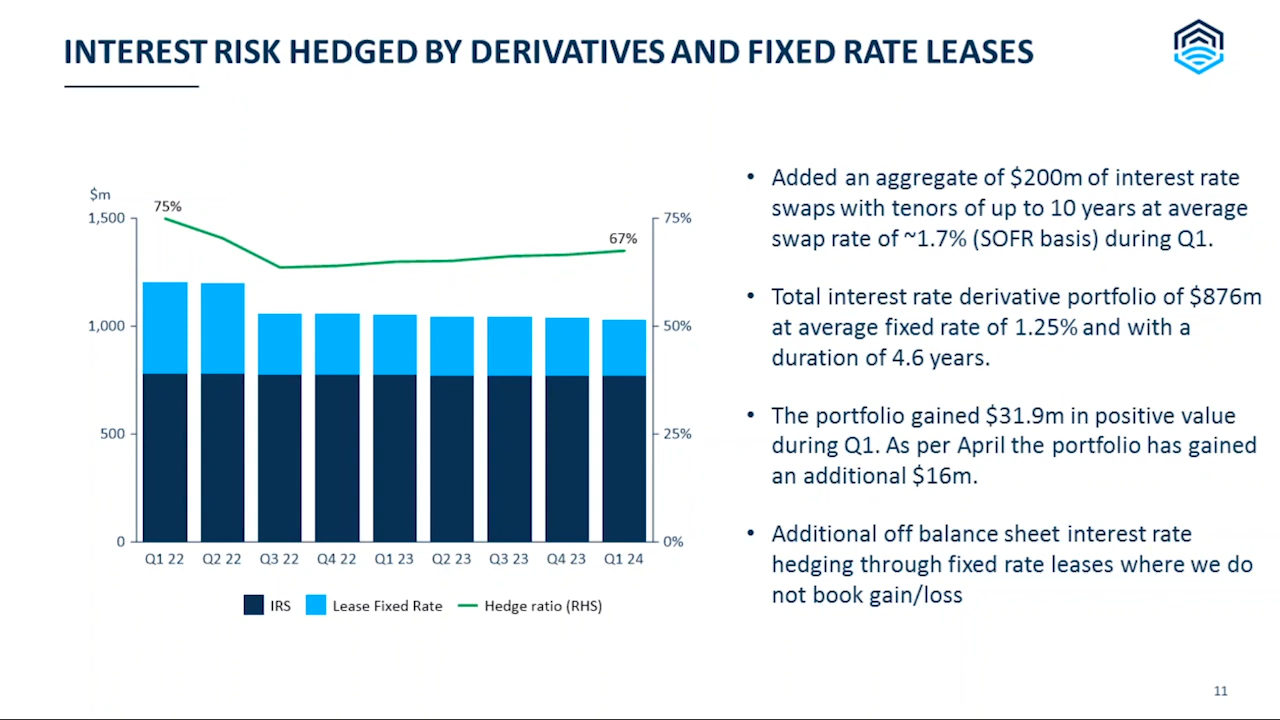 INTEREST RISK HEDGED BY DERIVATIVES AND FIXED RATE LEASES
$m
1,500
1,000
500
0
75%
67%
75%
50%
25%
0%
Q1 22 Q2 22 Q3 22 Q4 22 Q1 23 Q2 23 Q3 23 Q4 23 Q1 24
IRS Lease Fixed Rate Hedge ratio (RHS)
• Added an aggregate of $200m of interest rate
swaps with tenors of up to 10 years at average
swap rate of ~1.7% (SOFR basis) during Q1.
• Total interest rate derivative portfolio of $876m
at average fixed rate of 1.25% and with a
duration of 4.6 years.
• The portfolio gained $31.9m in positive value
during Q1. As per April the portfolio has gained
an additional $16m.
• Additional off balance sheet interest rate
hedging through fixed rate leases where we do
not book gain/loss
11